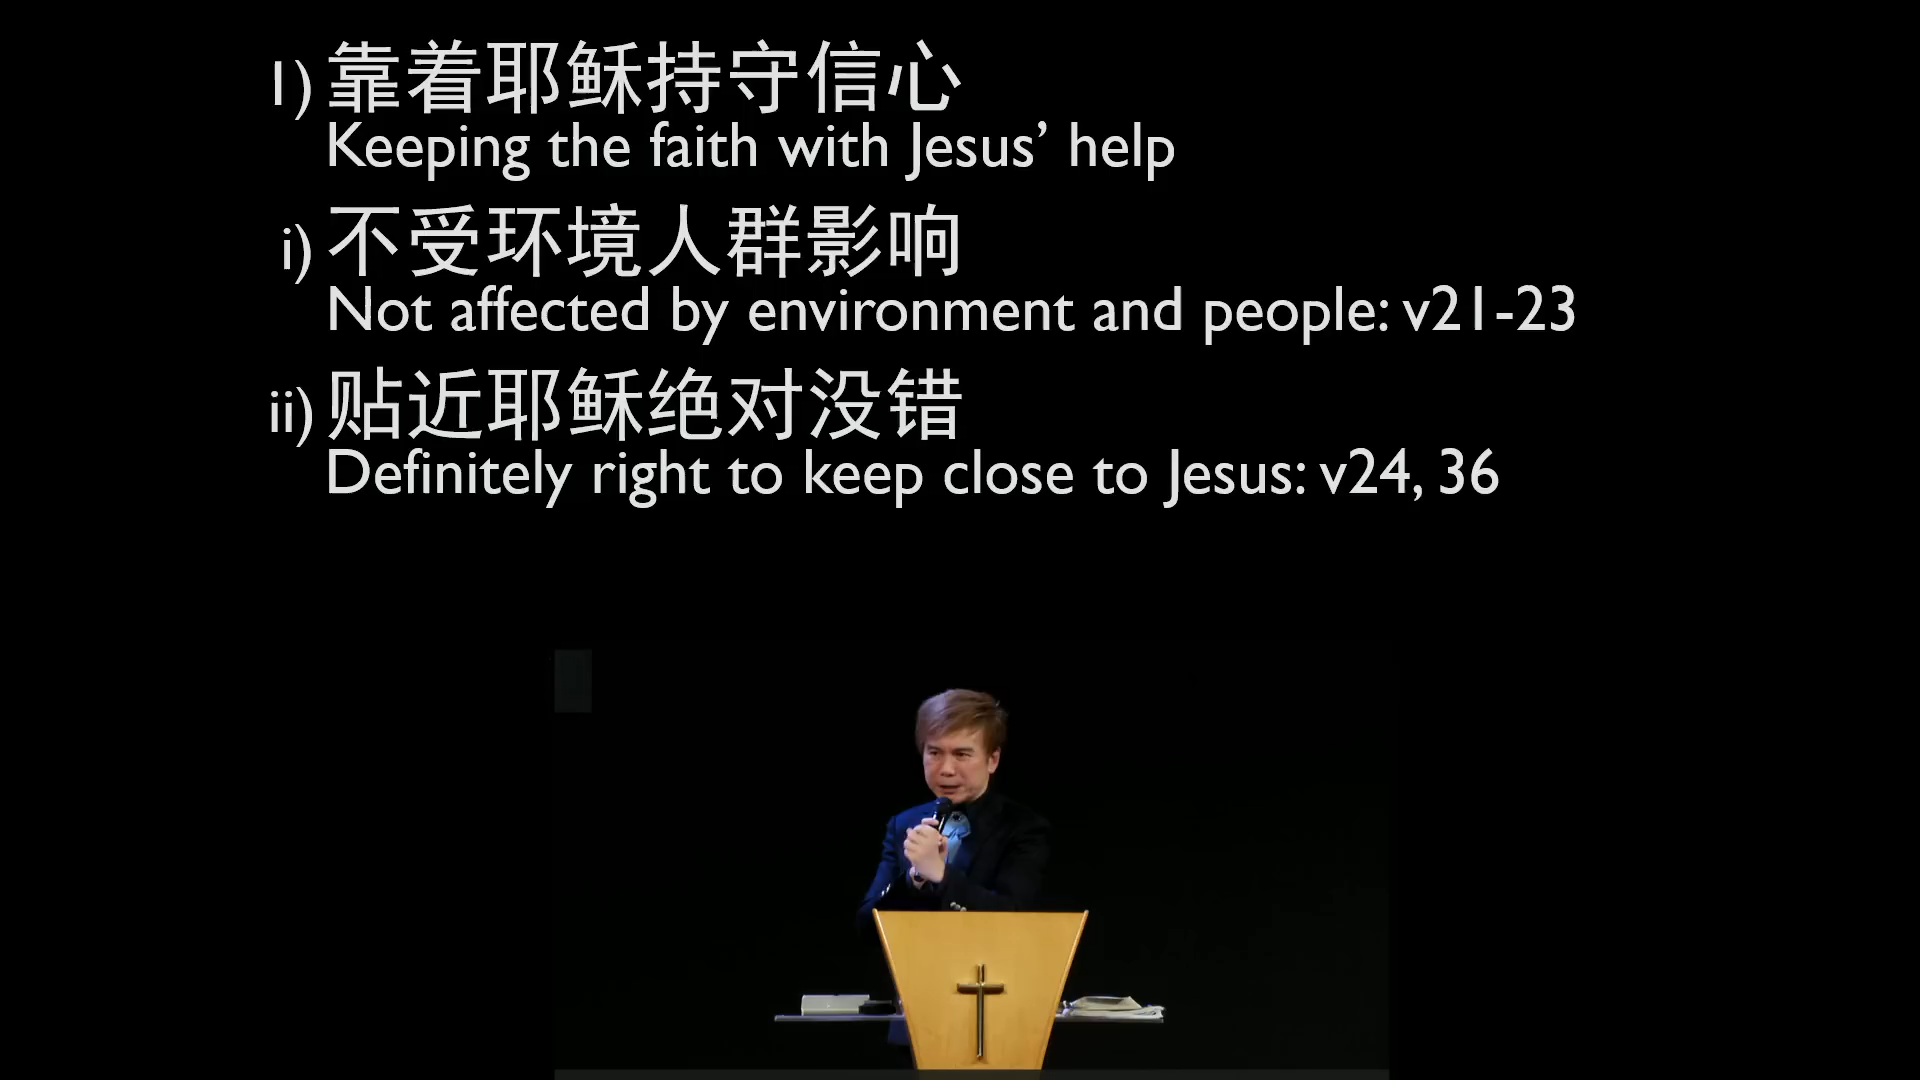 1) 靠着耶稣持守信心
Keeping the faith with Jesus’ help
i) 不受环境人群影响
Not affected by environment and people: v21-23
ii) 贴近耶稣绝对没错
Definitely right to keep close to Jesus: v24, 36